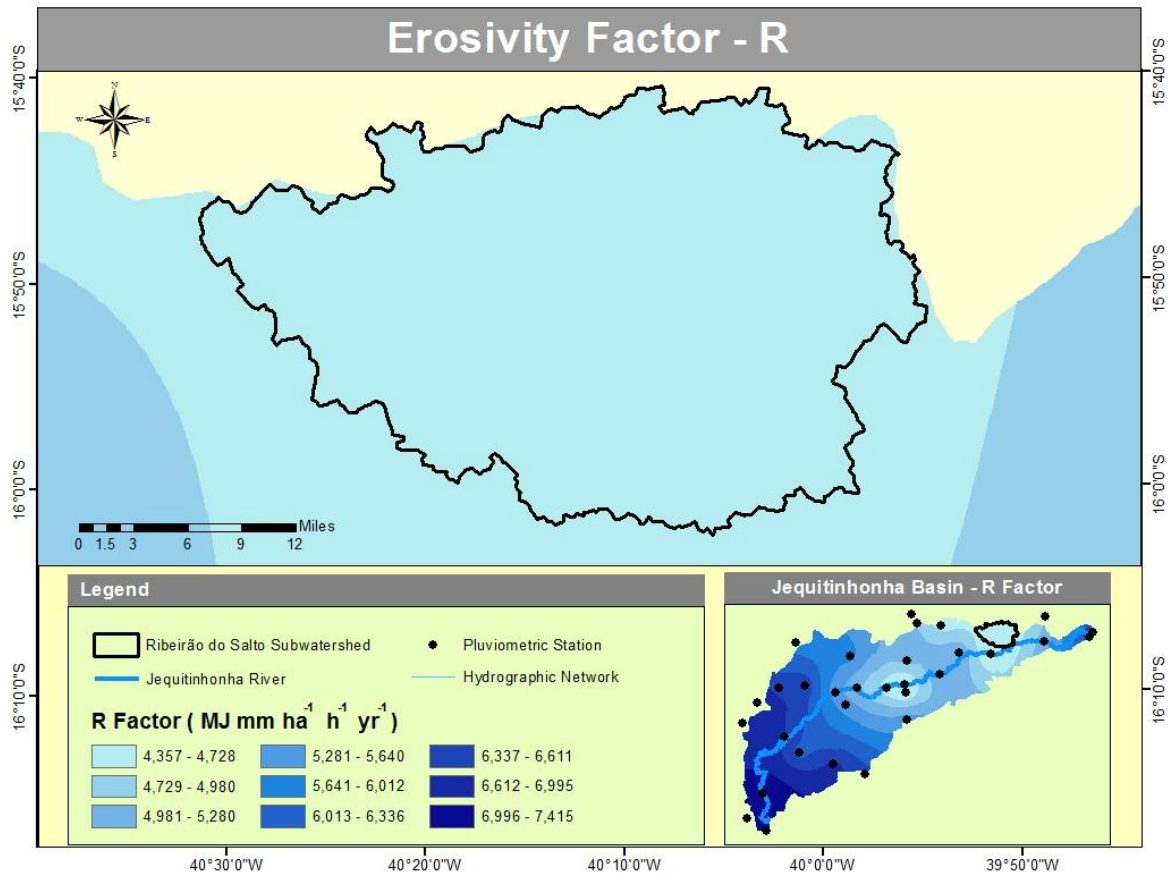 Erosivity Factor - R
15°40'0"S
15°40'0"S
N
W
E
S
15°50'0"S
15°50'0"S
16°0'0"S
16°0'0"S
Miles
0 1.5 3 6 9 12
Legend
Ribeirão do Salto Subwatershed
Pluviometric Station
Jequitinhonha River
Hydrographic Network
R Factor ( MJ mm ha⁻¹ h⁻¹ yr⁻¹)
4,357 - 4,728
5,281 - 5,640
6,337 - 6,611
4,729 - 4,980
5,641 - 6,012
6,612 - 6,995
4,981 - 5,280
6,013 - 6,336
6,996 - 7,415
Jequitinhonha Basin - R Factor
16°10'0"S
16°10'0"S
40°30'0"W
40°20'0"W
40°10'0"W
40°0'0"W
39°50'0"W